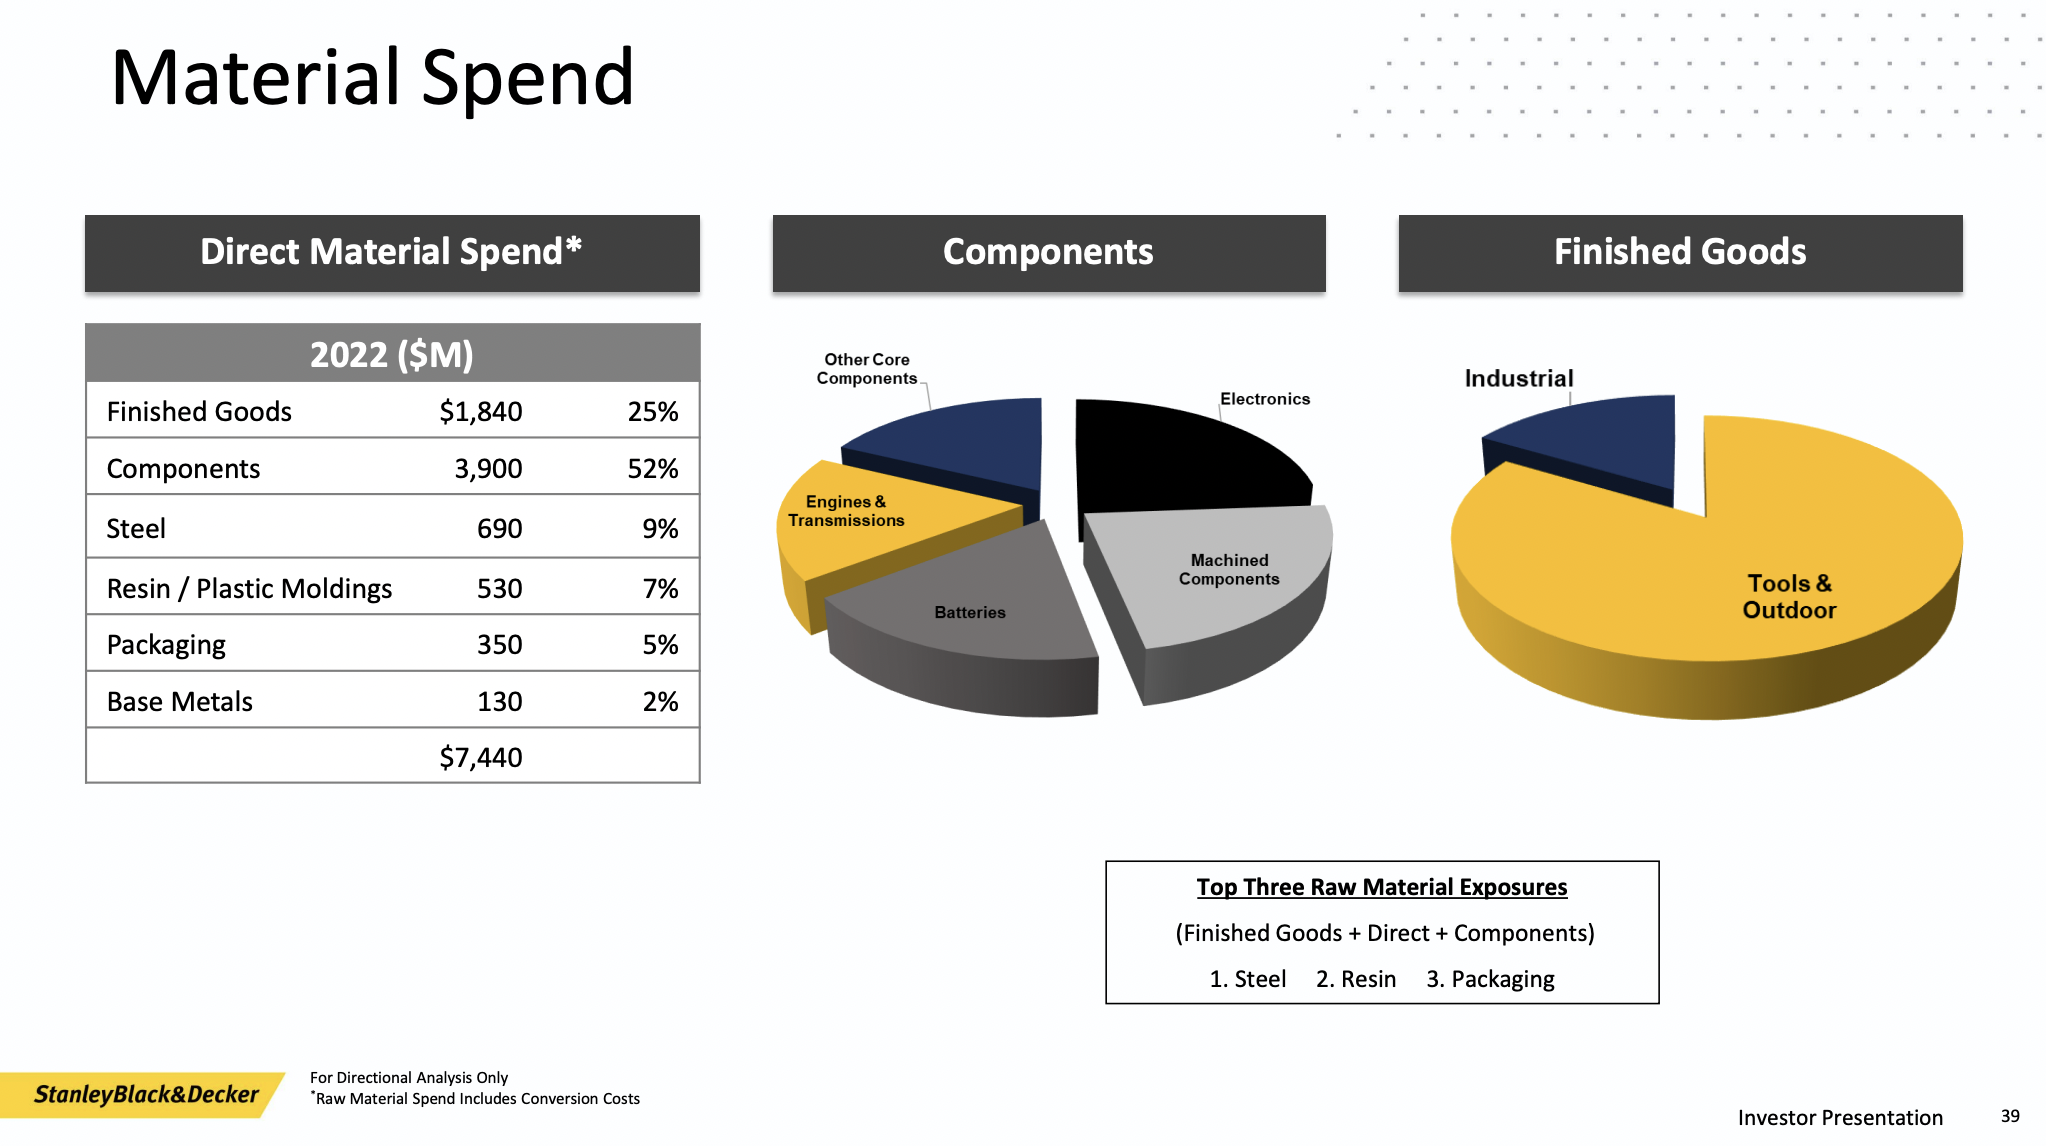 Material Spend
Direct Material Spend*
2022 ($M)
Finished Goods $1,840 25%
Components 3,900 52%
Steel 690 9%
Resin / Plastic Moldings 530 7%
Packaging 350 5%
Base Metals 130 2%
$7,440
Components
Other Core
Components
Electronics
Engines &
Transmissions
Machined
Components
Batteries
Finished Goods
Industrial
Tools &
Outdoor
Top Three Raw Material Exposures
(Finished Goods + Direct + Components)
1. Steel 2. Resin 3. Packaging
StanleyBlack&Decker
For Directional Analysis Only
*Raw Material Spend Includes Conversion Costs
Investor Presentation 39